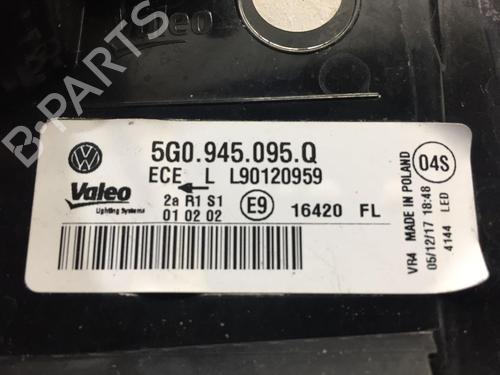 Valeo
B-PARTS
5G0.945.095.Q
ECE L L90120959
Valeo
Lighting Systems
2a R1 S1
01 02 02
E9
16420 FL
04S
VR4 MADE IN POLAND
05/12/17 18:48
4144 LED